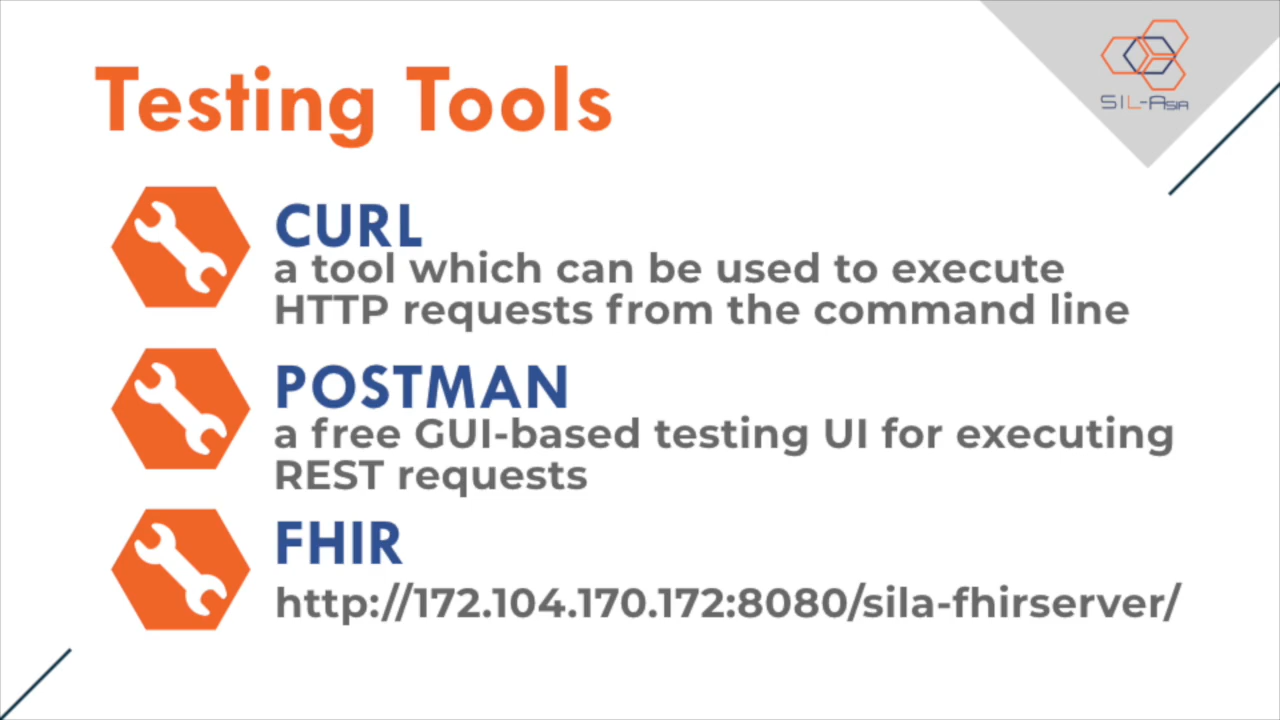 Testing Tools
SIL-Asia
CURL
a tool which can be used to execute
HTTP requests from the command line
POSTMAN
a free GUI-based testing UI for executing
REST requests
FHIR
http://172.104.170.172:8080/sila-fhirserver/